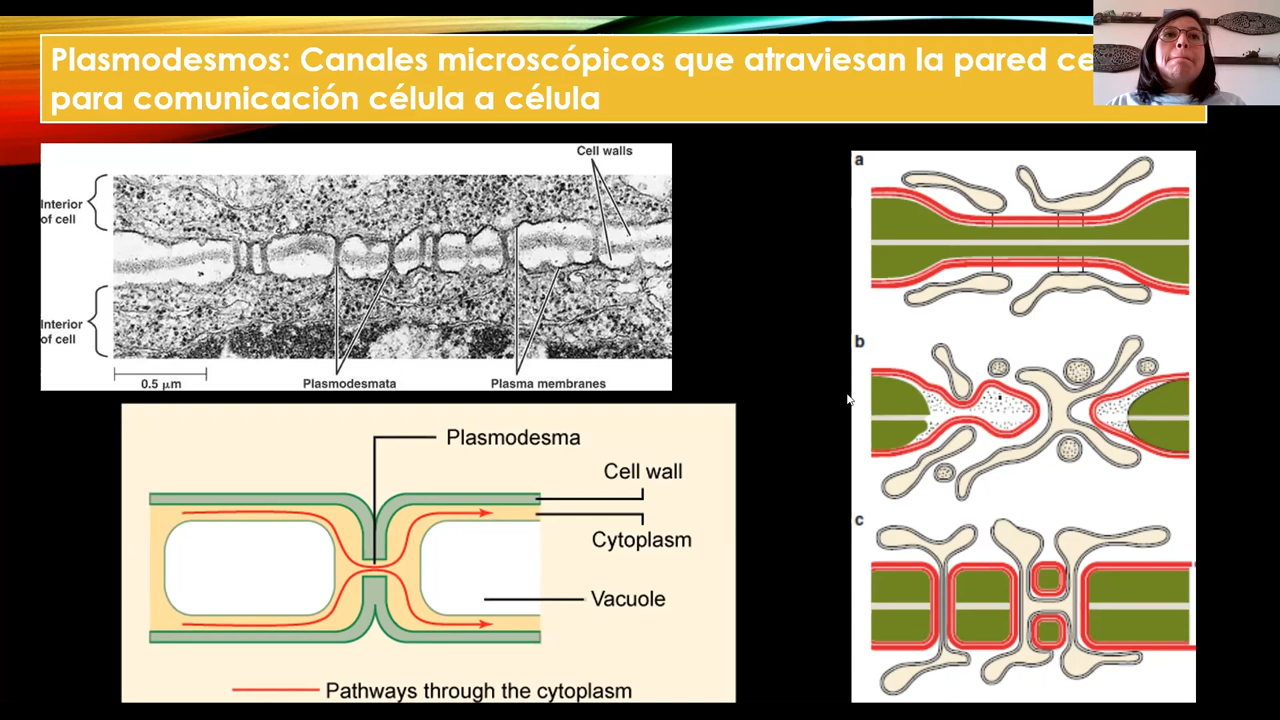 Plasmodesmos: Canales microscópicos que atraviesan la pared
para comunicación célula a célula
Cell walls
Interior
of cell
Interior
of cell
0.5 µm
Plasmodesmata
Plasma membranes
Plasmodesma
Cell wall
Cytoplasm
Vacuole
Pathways through the cytoplasm
a
b
c